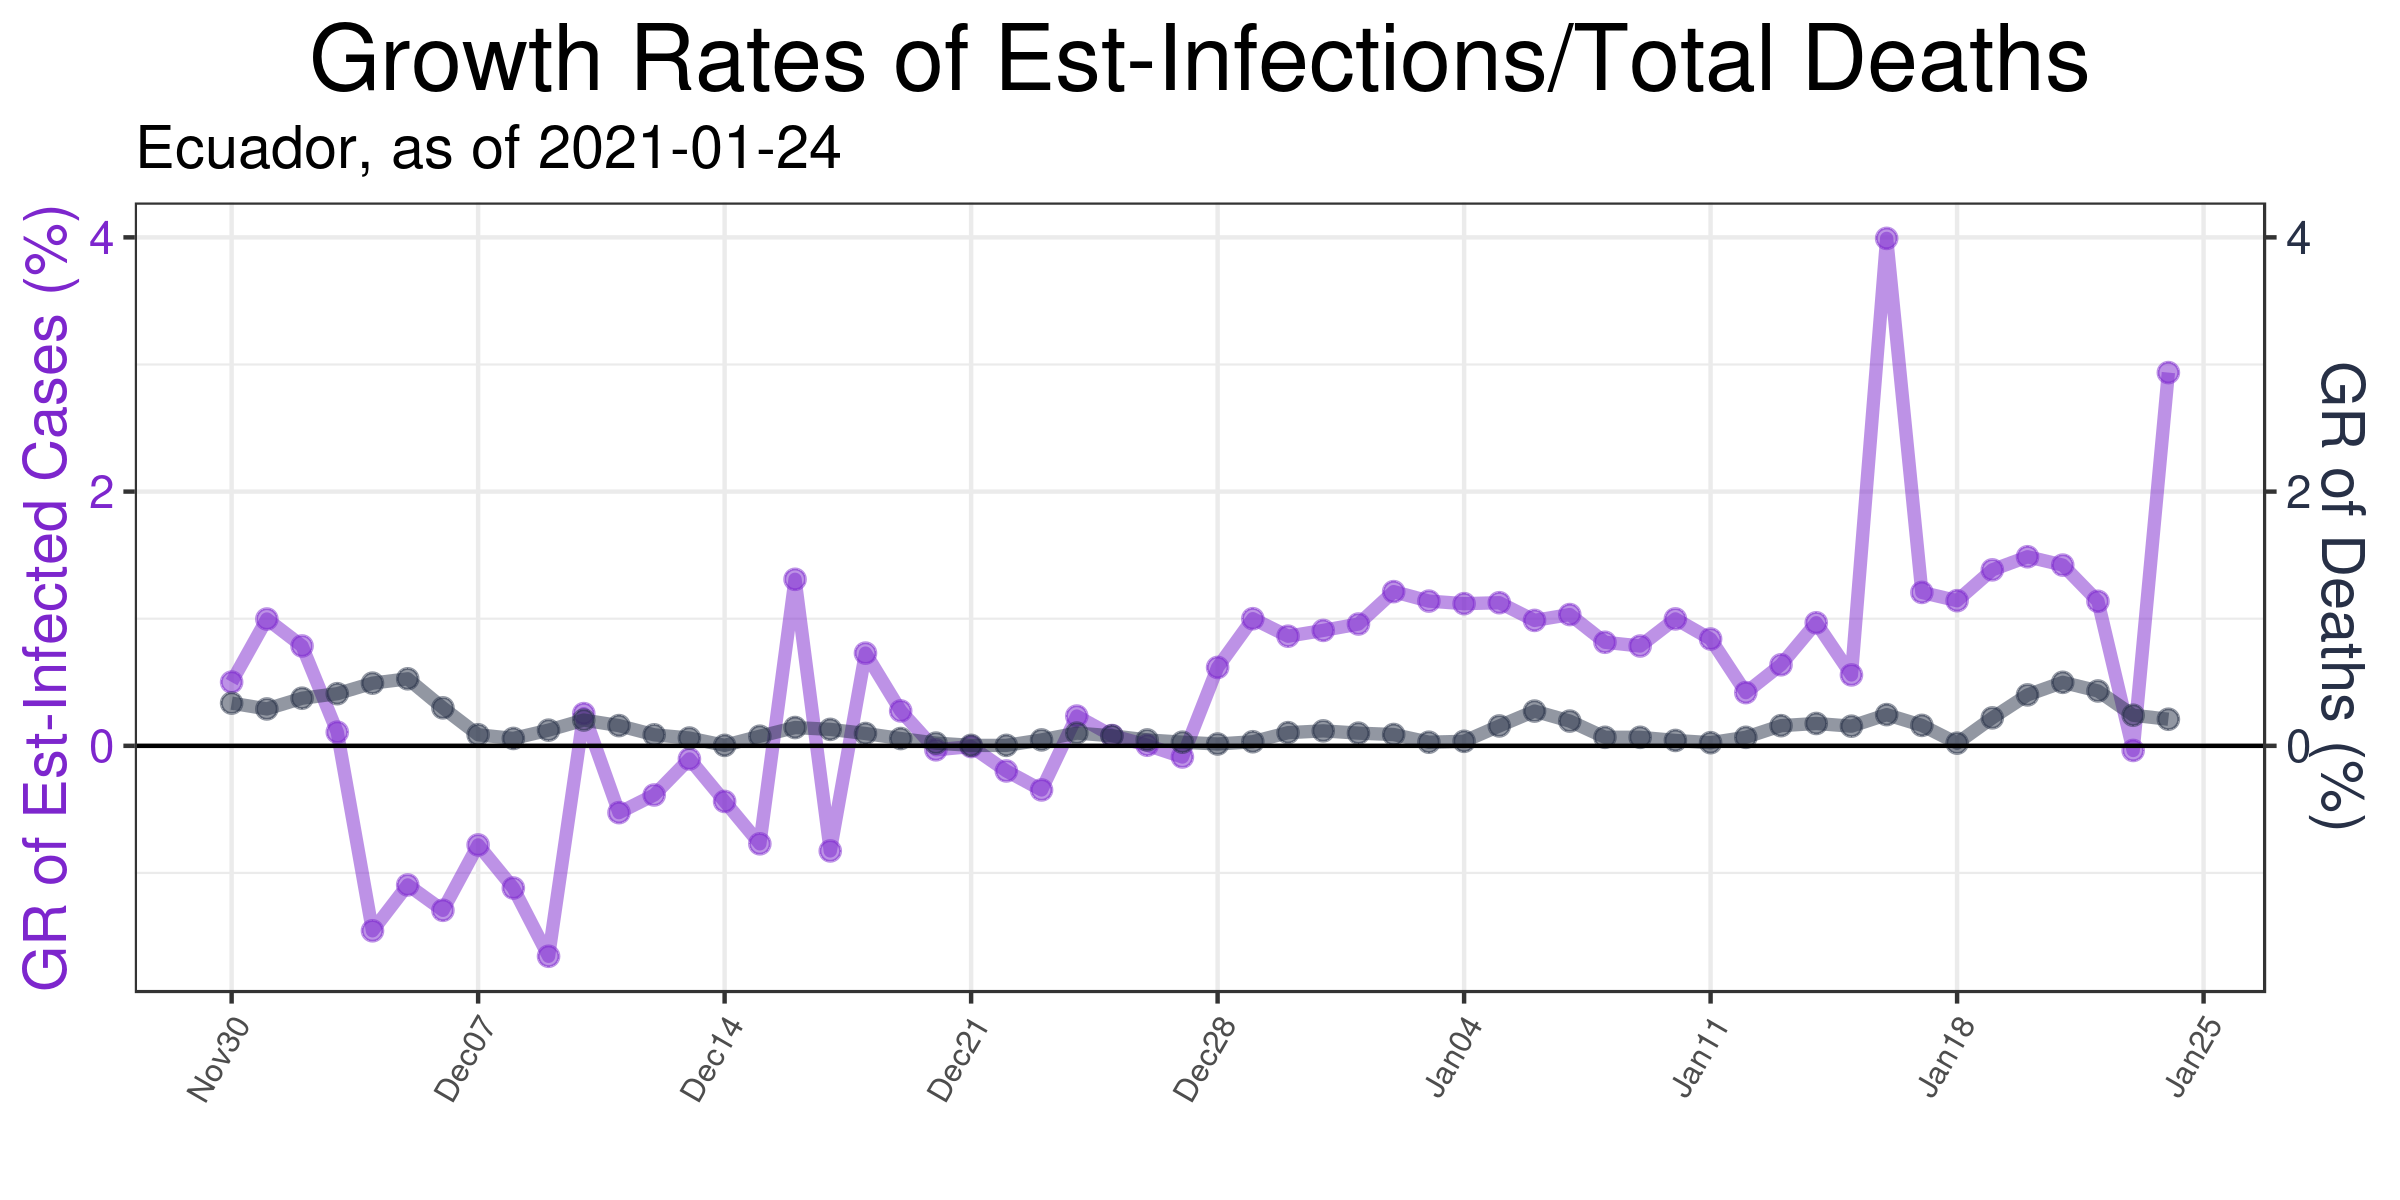 Growth Rates of Est-Infections/Total Deaths
Ecuador, as of 2021-01-24
GR of Est-Infected Cases (%)
4
2
0
4
2
0
GR of Deaths (%)
Nov30
Dec07
Dec14
Dec21
Dec28
Jan04
Jan11
Jan18
Jan25